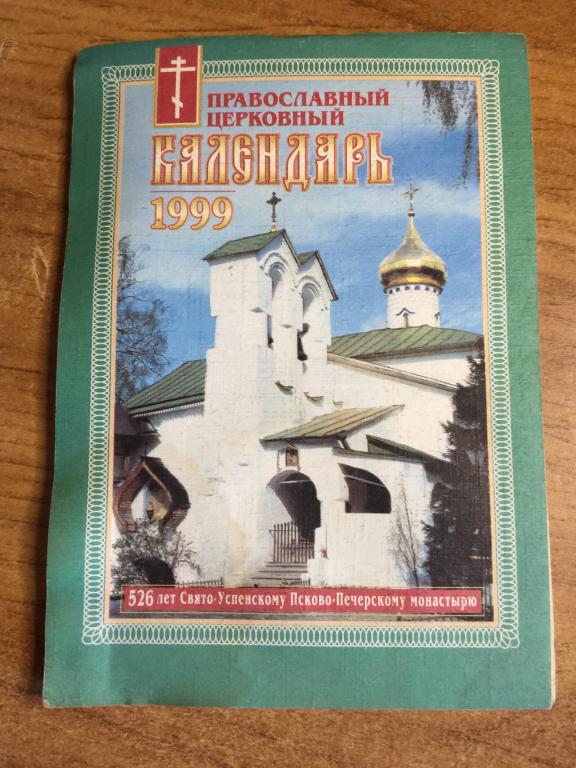 ПРАВОСЛАВНЫЙ
ЦЕРКОВНЫЙ
КАЛЕНДАРЬ
1999
526 лет Свято-Успенскому Псково-Печерскому монастырю